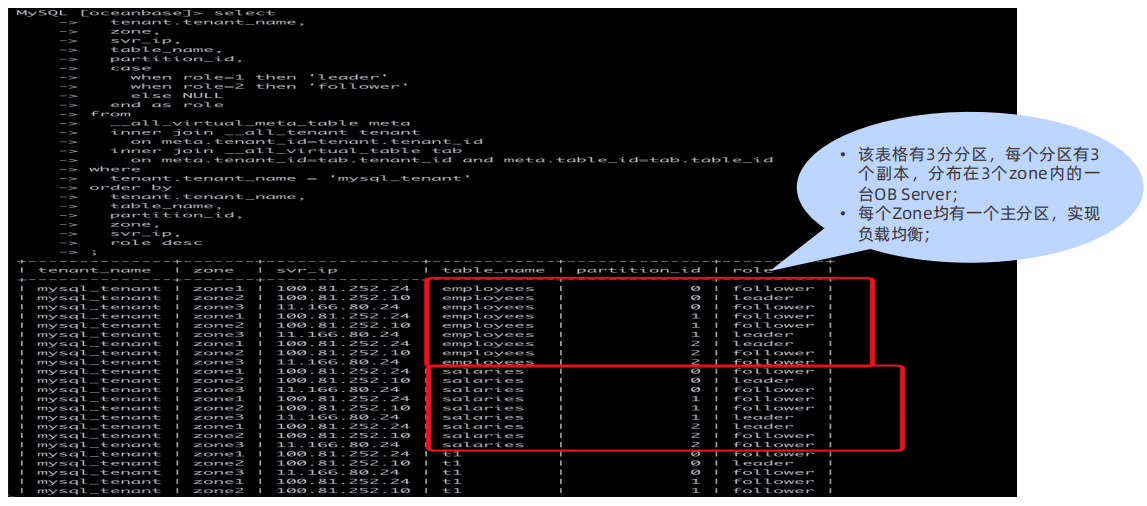 MySQL [oceanbase]> select
-> tenant.tenant_name,
-> zone,
-> svr_ip,
-> table_name,
-> partition_id,
-> case
-> when role=1 then 'leader'
-> when role=2 then 'follower'
-> else NULL
-> end as role
-> from
-> __all_virtual_meta_table meta
-> inner join __all_tenant tenant
-> on meta.tenant_id=tenant.tenant_id
-> inner join __all_virtual_table tab
-> on meta.tenant_id=tab.tenant_id and meta.table_id=tab.table_id
-> where
-> tenant.tenant_name = 'mysql_tenant'
-> order by
-> tenant.tenant_name,
-> table_name,
-> partition_id,
-> zone,
-> svr_ip,
-> role desc
-> ;
• 该表格有3分分区，每个分区有3
个副本，分布在3个zone内的一
台OB Server;
• 每个Zone均有一个主分区，实现
负载均衡;
| tenant_name | zone | svr_ip | table_name | partition_id | role |
| mysql_tenant | zone1 | 100.81.252.24 | employees | 0 | follower |
| mysql_tenant | zone2 | 100.81.252.10 | employees | 0 | leader |
| mysql_tenant | zone3 | 11.166.80.24 | employees | 0 | follower |
| mysql_tenant | zone1 | 100.81.252.24 | employees | 1 | follower |
| mysql_tenant | zone2 | 100.81.252.10 | employees | 1 | follower |
| mysql_tenant | zone3 | 11.166.80.24 | employees | 1 | leader |
| mysql_tenant | zone1 | 100.81.252.24 | employees | 2 | leader |
| mysql_tenant | zone2 | 100.81.252.10 | employees | 2 | follower |
| mysql_tenant | zone3 | 11.166.80.24 | employees | 2 | follower |
| mysql_tenant | zone1 | 100.81.252.24 | salaries | 0 | follower |
| mysql_tenant | zone2 | 100.81.252.10 | salaries | 0 | leader |
| mysql_tenant | zone3 | 11.166.80.24 | salaries | 0 | follower |
| mysql_tenant | zone1 | 100.81.252.24 | salaries | 1 | follower |
| mysql_tenant | zone2 | 100.81.252.10 | salaries | 1 | follower |
| mysql_tenant | zone3 | 11.166.80.24 | salaries | 1 | leader |
| mysql_tenant | zone1 | 100.81.252.24 | salaries | 2 | leader |
| mysql_tenant | zone2 | 100.81.252.10 | salaries | 2 | follower |
| mysql_tenant | zone3 | 11.166.80.24 | salaries | 2 | follower |
| mysql_tenant | zone1 | 100.81.252.24 | t1 | 0 | follower |
| mysql_tenant | zone2 | 100.81.252.10 | t1 | 0 | leader |
| mysql_tenant | zone3 | 11.166.80.24 | t1 | 0 | follower |
| mysql_tenant | zone1 | 100.81.252.24 | t1 | 1 | follower |
| mysql_tenant | zone2 | 100.81.252.10 | t1 | 1 | follower |